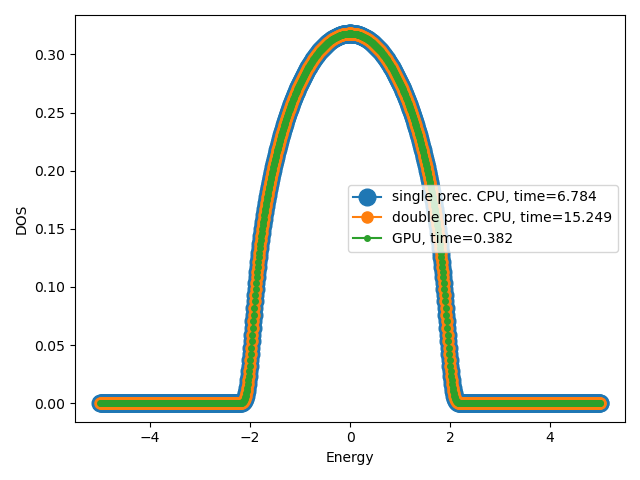 DOS
0.30
0.25
0.20
0.15
0.10
0.05
0.00
single prec. CPU, time=6.784
double prec. CPU, time=15.249
GPU, time=0.382
−4
−2
0
2
4
Energy